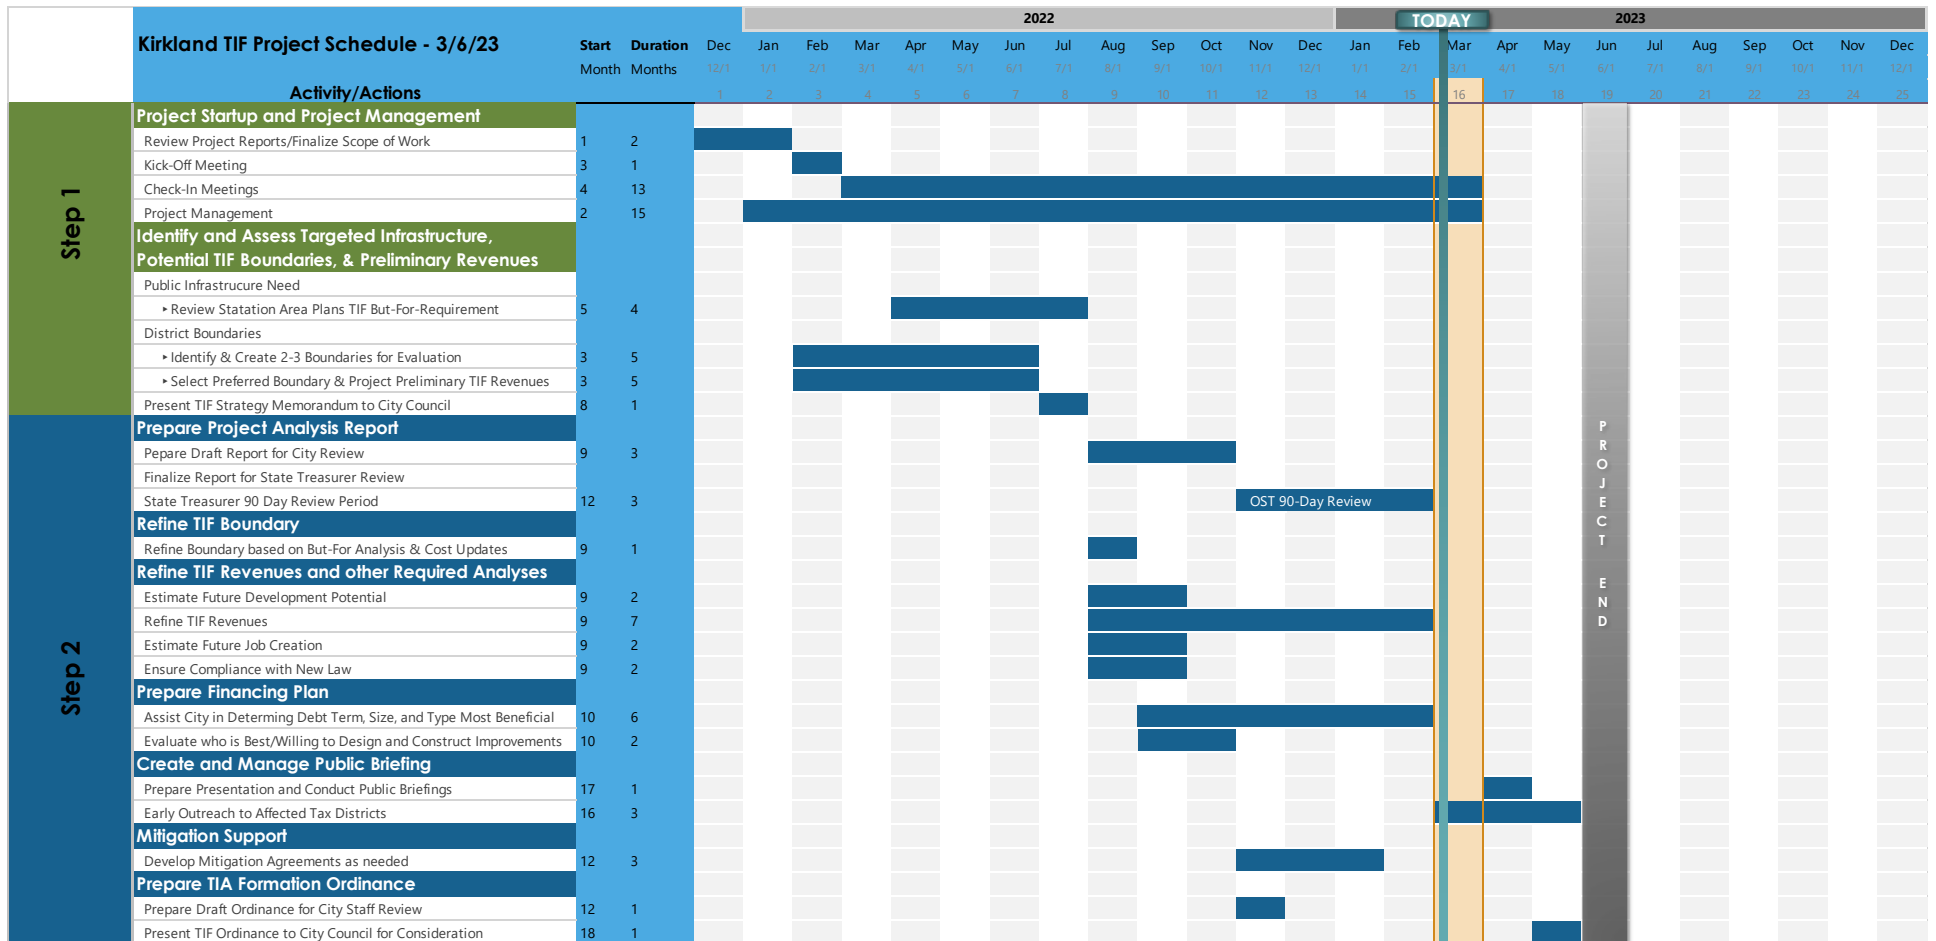 2022
TODAY
2023
Kirkland TIF Project Schedule - 3/6/23
Start Duration Dec Jan Feb Mar Apr May Jun Jul Aug Sep Oct Nov Dec Jan Feb Mar Apr May Jun Jul Aug Sep Oct Nov Dec
Month Months 12/1 1/1 2/1 3/1 4/1 5/1 6/1 7/1 8/1 9/1 10/1 11/1 12/1 1/1 2/1 3/1 4/1 5/1 6/1 7/1 8/1 9/1 10/1 11/1 12/1
Activity/Actions 1 2 3 4 5 6 7 8 9 10 11 12 13 14 15 16 17 18 19 20 21 22 23 24 25
Step 1
Project Startup and Project Management
Review Project Reports/Finalize Scope of Work 1 2
Kick-Off Meeting 3 1
Check-In Meetings 4 13
Project Management 2 15
Identify and Assess Targeted Infrastructure,
Potential TIF Boundaries, & Preliminary Revenues
Public Infrastrucure Need
‣ Review Statation Area Plans TIF But-For-Requirement 5 4
District Boundaries
‣ Identify & Create 2-3 Boundaries for Evaluation 3 5
‣ Select Preferred Boundary & Project Preliminary TIF Revenues 3 5
Present TIF Strategy Memorandum to City Council 8 1
Step 2
Prepare Project Analysis Report
Pepare Draft Report for City Review 9 3
Finalize Report for State Treasurer Review
State Treasurer 90 Day Review Period 12 3 OST 90-Day Review
Refine TIF Boundary
Refine Boundary based on But-For Analysis & Cost Updates 9 1
Refine TIF Revenues and other Required Analyses
Estimate Future Development Potential 9 2
Refine TIF Revenues 9 7
Estimate Future Job Creation 9 2
Ensure Compliance with New Law 9 2
Prepare Financing Plan
Assist City in Determing Debt Term, Size, and Type Most Beneficial 10 6
Evaluate who is Best/Willing to Design and Construct Improvements 10 2
Create and Manage Public Briefing
Prepare Presentation and Conduct Public Briefings 17 1
Early Outreach to Affected Tax Districts 16 3
Mitigation Support
Develop Mitigation Agreements as needed 12 3
Prepare TIA Formation Ordinance
Prepare Draft Ordinance for City Staff Review 12 1
Present TIF Ordinance to City Council for Consideration 18 1
PROJECT END